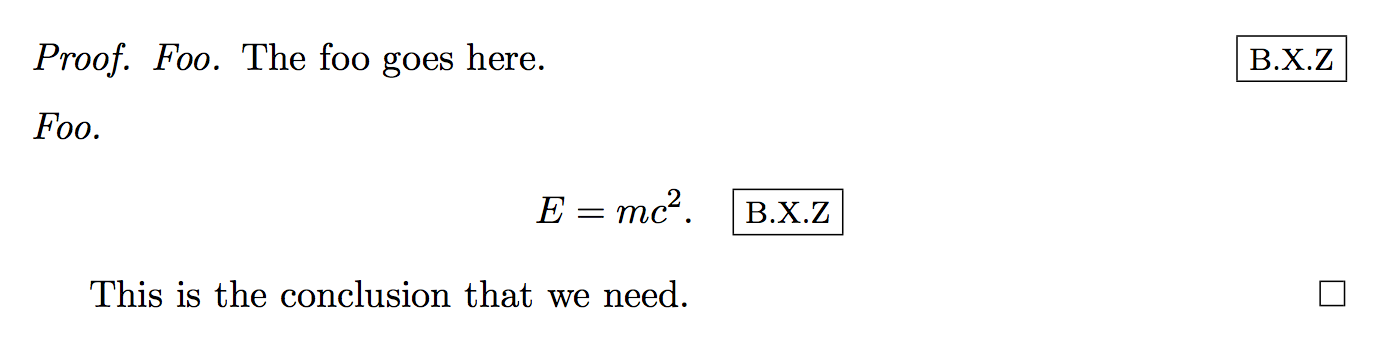 Proof. Foo. The foo goes here. B.X.Z
Foo.
E = mc². B.X.Z
This is the conclusion that we need. □